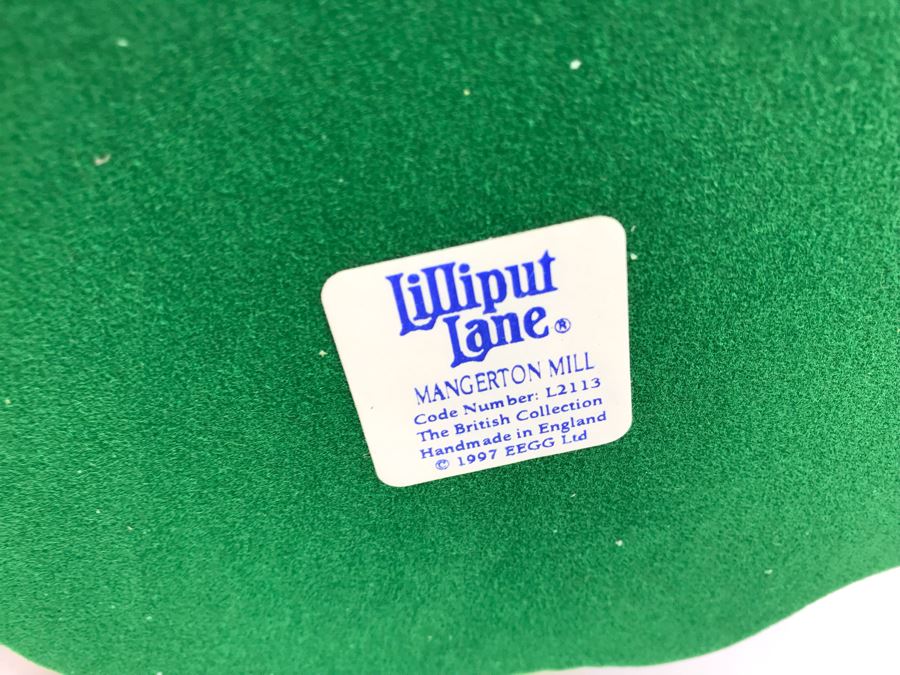 Lilliput
Lane®
MANGERTON MILL
Code Number: L2113
The British Collection
Handmade in England
© 1997 EEGG Ltd